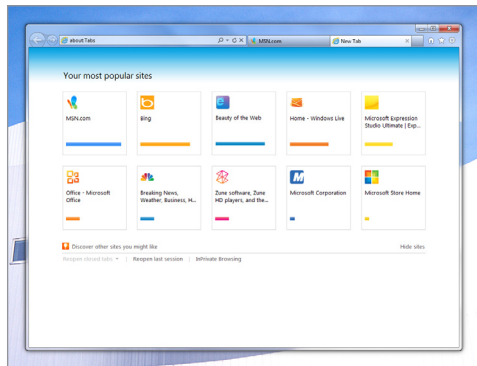 about:Tabs
MSN.com
New Tab
Your most popular sites
MSN.com
Bing
Beauty of the Web
Home - Windows Live
Microsoft Expression
Studio Ultimate | Exp...
Office - Microsoft
Office
Breaking News,
Weather, Business, H...
Zune software, Zune
HD players, and the...
Microsoft Corporation
Microsoft Store Home
Discover other sites you might like
Hide sites
Reopen closed tabs
Reopen last session
InPrivate Browsing